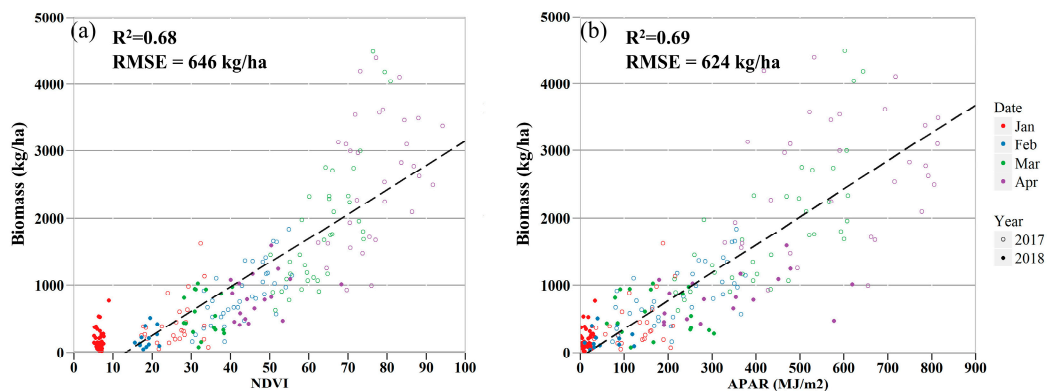 (a)
R²=0.68
RMSE = 646 kg/ha
5000
4000
3000
2000
1000
0
Biomass (kg/ha)
0 10 20 30 40 50 60 70 80 90 100
NDVI
(b)
R²=0.69
RMSE = 624 kg/ha
5000
4000
3000
2000
1000
0
Biomass (kg/ha)
0 100 200 300 400 500 600 700 800 900
APAR (MJ/m2)
Date
Jan
Feb
Mar
Apr
Year
2017
2018